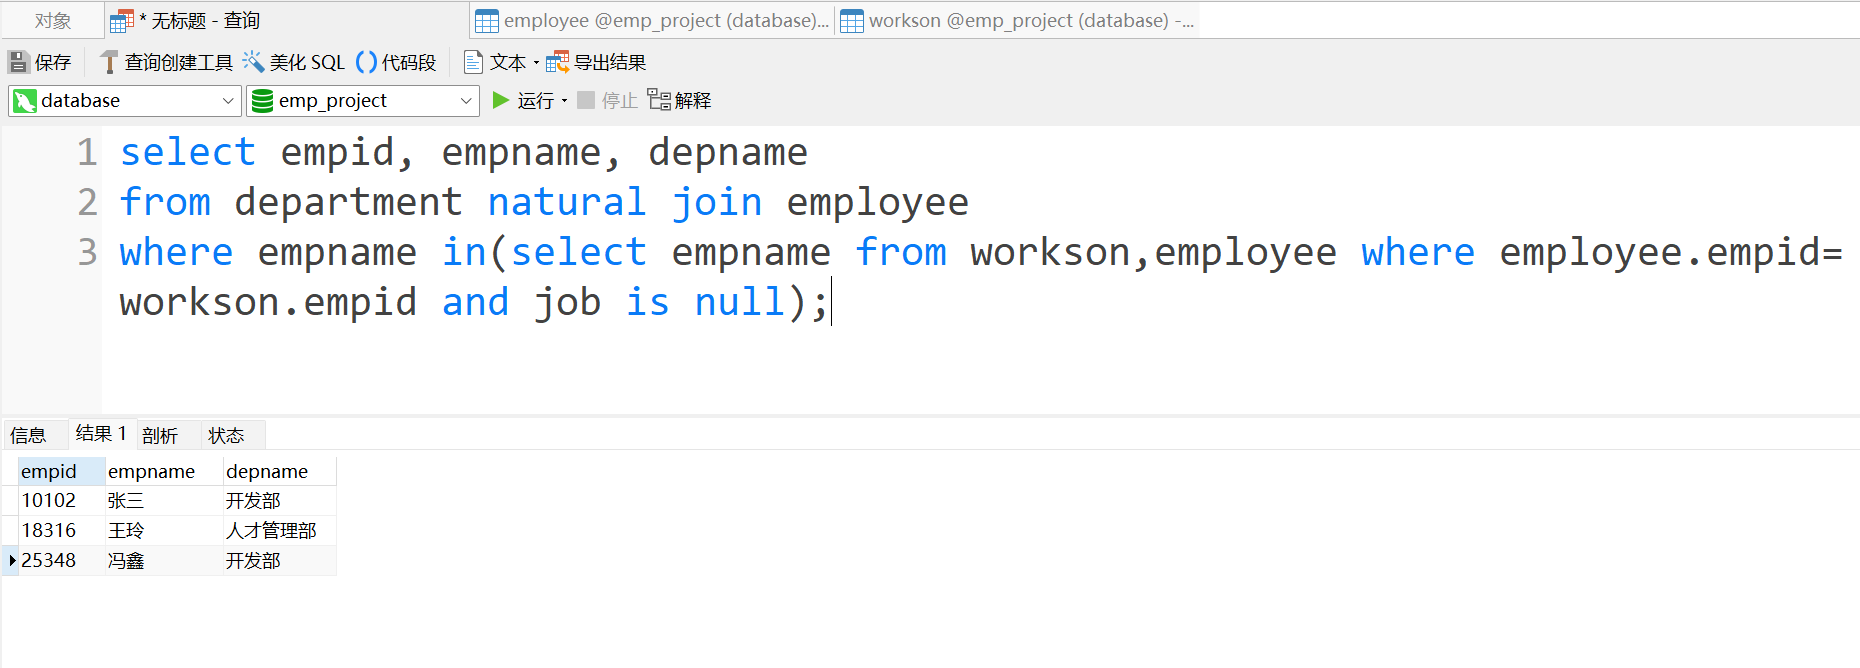 对象 * 无标题 - 查询 employee @emp_project (database)... workson @emp_project (database) -...
保存 查询创建工具 美化 SQL () 代码段 文本 导出结果
database emp_project 运行 停止 解释
1 select empid, empname, depname
2 from department natural join employee
3 where empname in(select empname from workson,employee where employee.empid=
workson.empid and job is null);
信息 结果 1 剖析 状态
empid empname depname
10102 张三 开发部
18316 王玲 人才管理部
25348 冯鑫 开发部